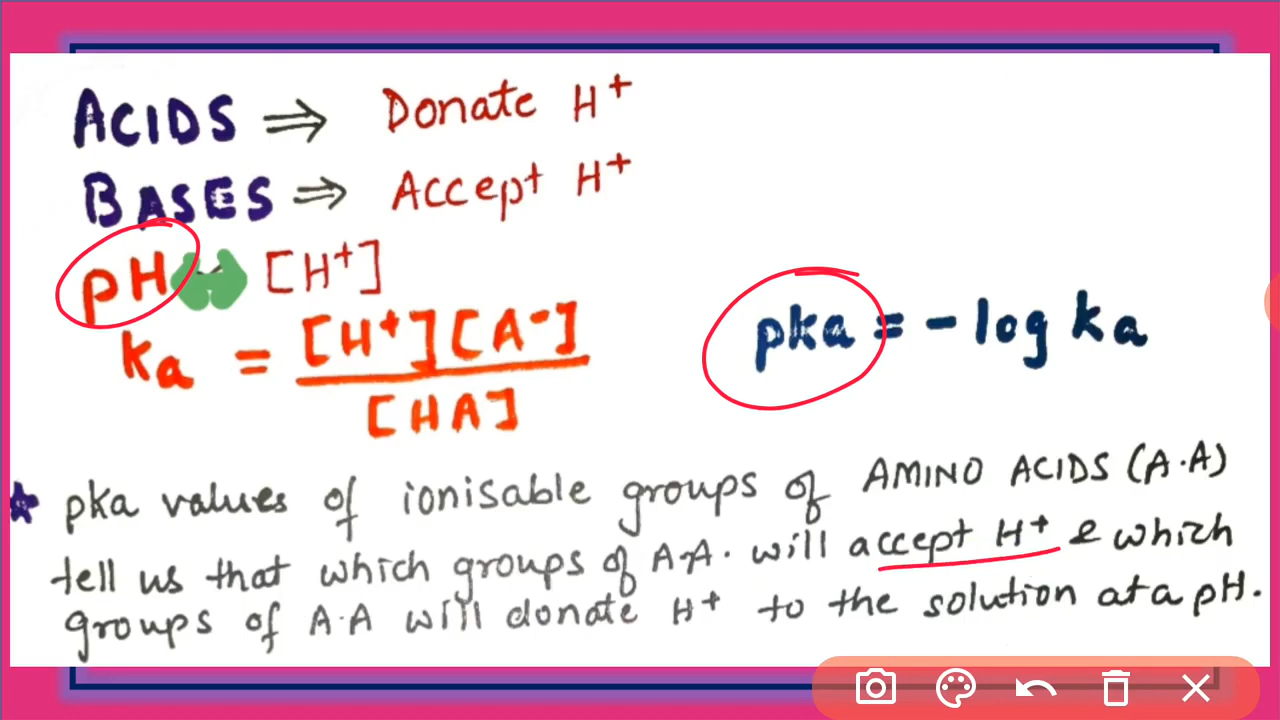 ACIDS ⇒ Donate H⁺
BASES ⇒ Accept H⁺
pH [H⁺]
ka = [H⁺][A⁻] / [HA]
pka = - log ka
★ pka values of ionisable groups of AMINO ACIDS (A.A)
tell us that which groups of A.A. will accept H⁺ & which
groups of A.A will donate H⁺ to the solution at a pH.